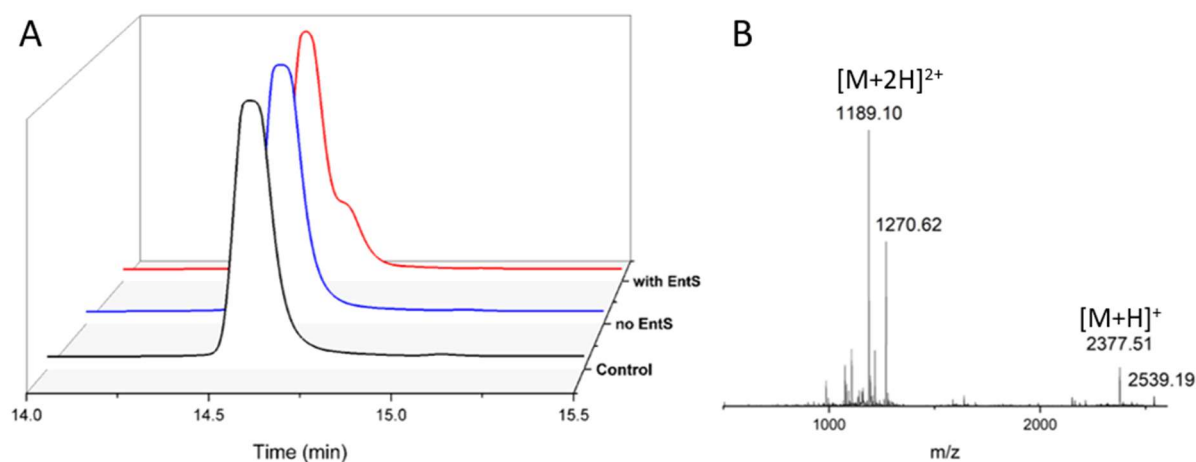 A
with EntS
no EntS
Control
14.0 14.5 15.0 15.5
Time (min)
B
[M+2H]²⁺
1189.10
1270.62
[M+H]⁺
2377.51
2539.19
1000 2000
m/z